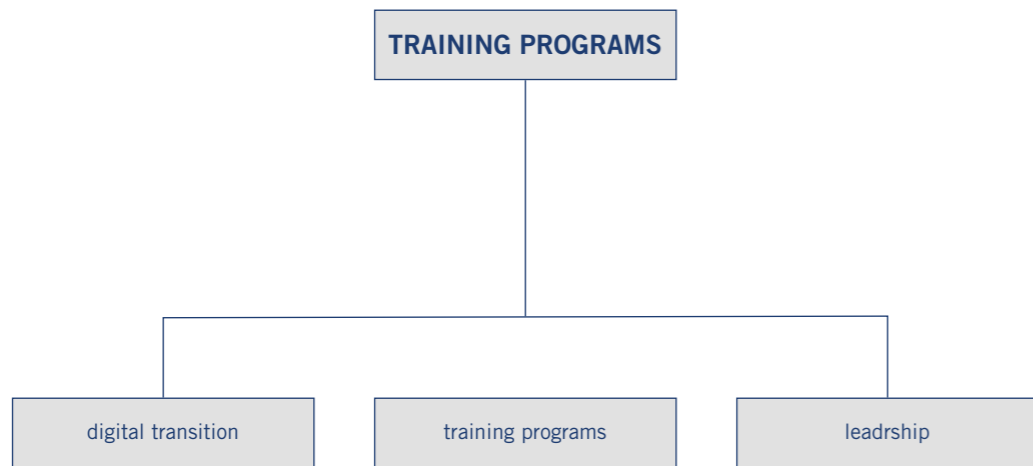 TRAINING PROGRAMS
digital transition
training programs
leadrship